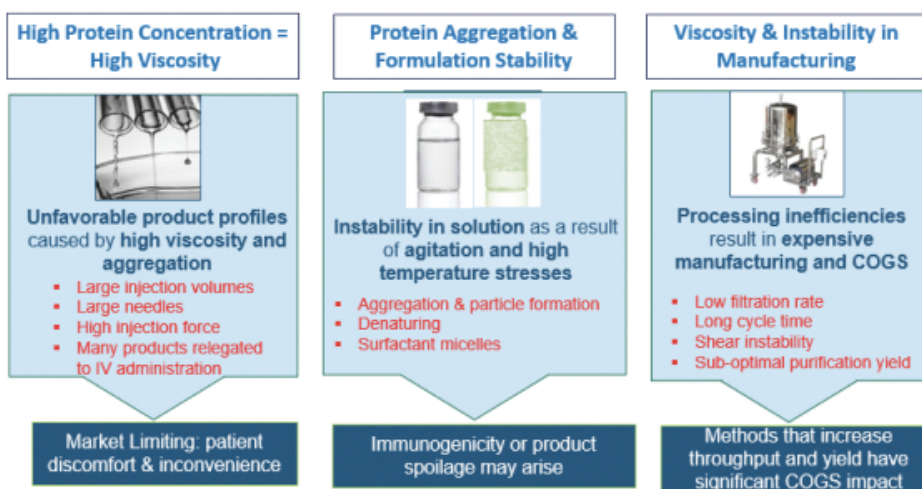 High Protein Concentration =
High Viscosity
Unfavorable product profiles
caused by high viscosity and
aggregation
Large injection volumes
Large needles
High injection force
Many products relegated
to IV administration
Market Limiting: patient
discomfort & inconvenience
Protein Aggregation &
Formulation Stability
Instability in solution as a result
of agitation and high
temperature stresses
Aggregation & particle formation
Denaturing
Surfactant micelles
Immunogenicity or product
spoilage may arise
Viscosity & Instability in
Manufacturing
Processing inefficiencies
result in expensive
manufacturing and COGS
Low filtration rate
Long cycle time
Shear instability
Sub-optimal purification yield
Methods that increase
throughput and yield have
significant COGS impact